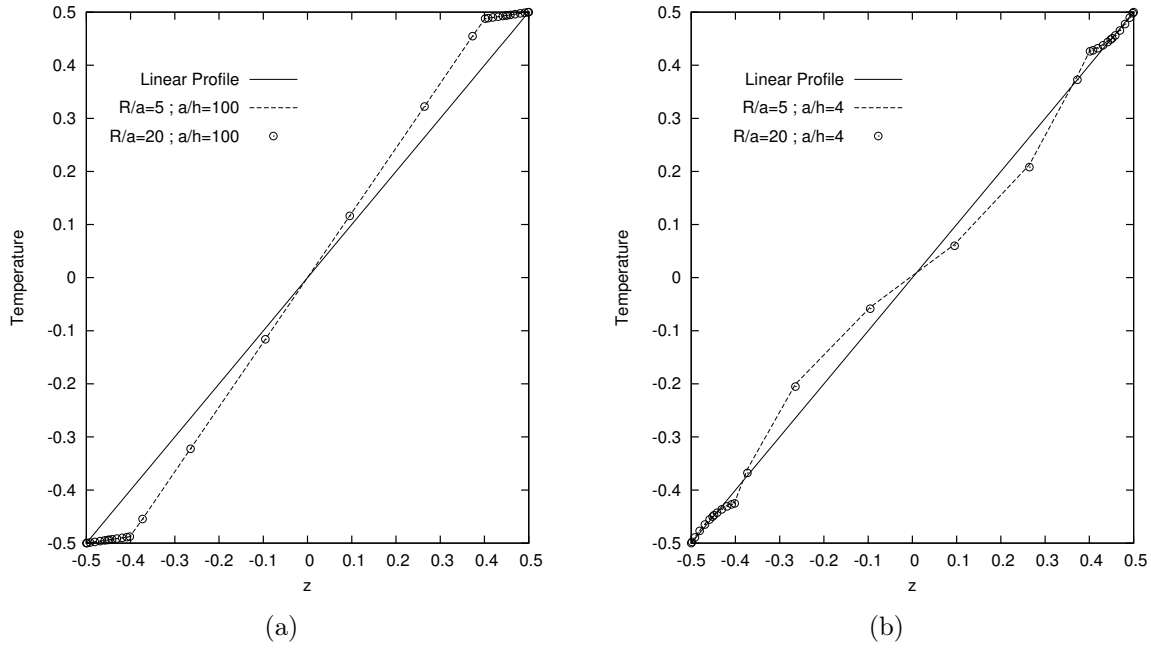 0.5
0.4
0.3
0.2
0.1
0
-0.1
-0.2
-0.3
-0.4
-0.5
-0.5 -0.4 -0.3 -0.2 -0.1 0 0.1 0.2 0.3 0.4 0.5
Temperature
z
Linear Profile
R/a=5 ; a/h=100
R/a=20 ; a/h=100
(a)
0.5
0.4
0.3
0.2
0.1
0
-0.1
-0.2
-0.3
-0.4
-0.5
-0.5 -0.4 -0.3 -0.2 -0.1 0 0.1 0.2 0.3 0.4 0.5
Temperature
z
Linear Profile
R/a=5 ; a/h=4
R/a=20 ; a/h=4
(b)